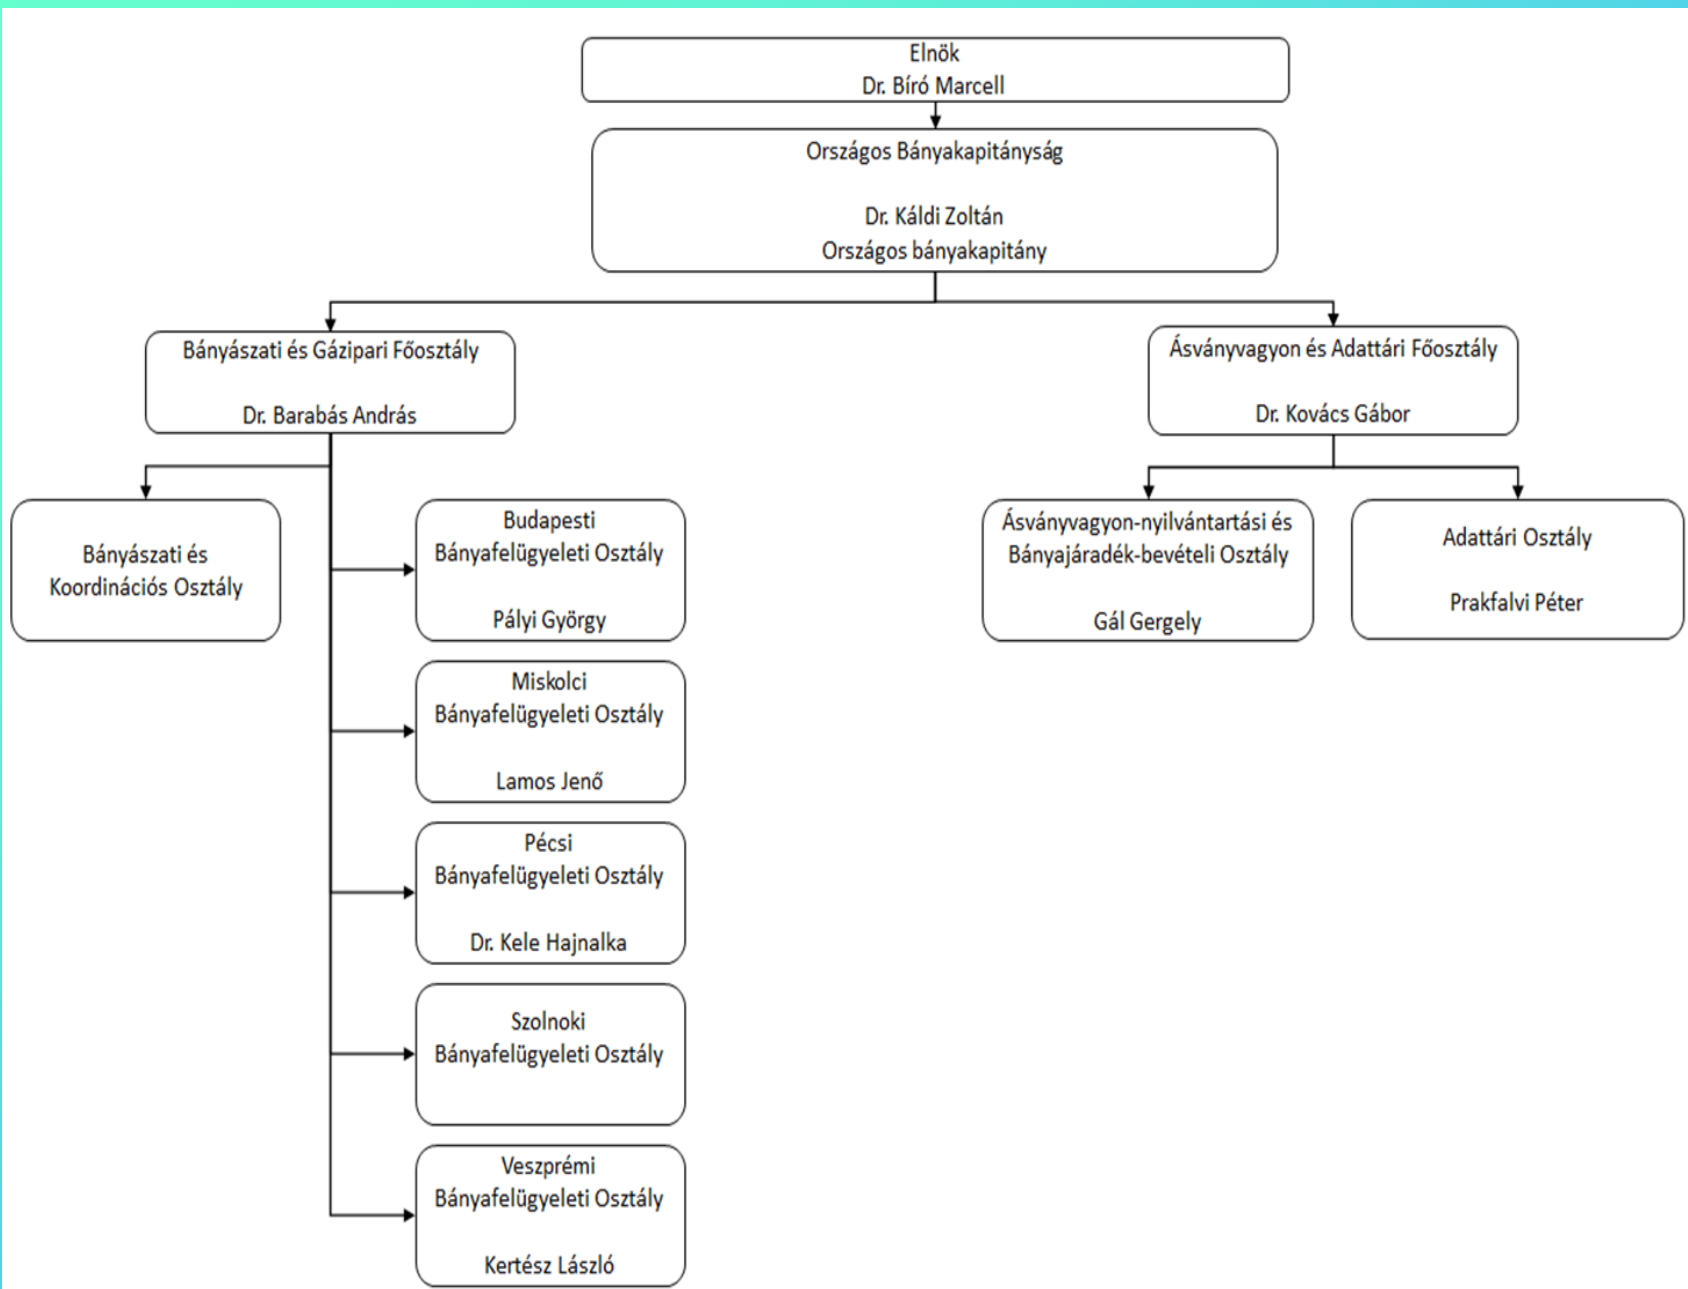 Elnök
Dr. Bíró Marcell
Országos Bányakapitányság
Dr. Káldi Zoltán
Országos bányakapitány
Bányászati és Gázipari Főosztály
Dr. Barabás András
Ásványvagyon és Adattári Főosztály
Dr. Kovács Gábor
Bányászati és
Koordinációs Osztály
Budapesti
Bányafelügyeleti Osztály
Pályi György
Ásványvagyon-nyilvántartási és
Bányajáradék-bevételi Osztály
Gál Gergely
Adattári Osztály
Prakfalvi Péter
Miskolci
Bányafelügyeleti Osztály
Lamos Jenő
Pécsi
Bányafelügyeleti Osztály
Dr. Kele Hajnalka
Szolnoki
Bányafelügyeleti Osztály
Veszprémi
Bányafelügyeleti Osztály
Kertész László